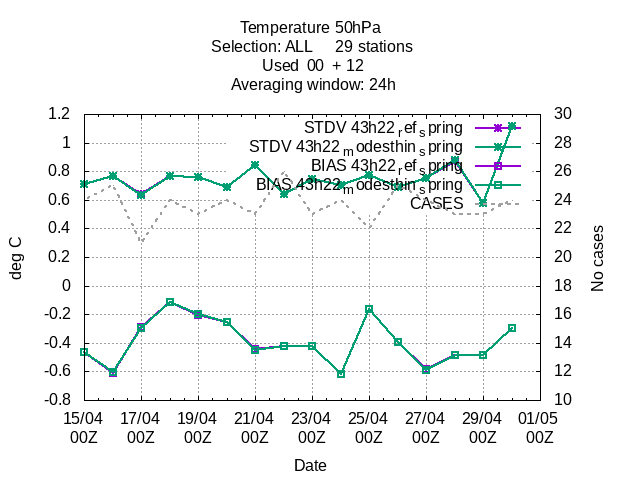 Temperature 50hPa
Selection: ALL 29 stations
Used 00 + 12
Averaging window: 24h
STDV 43h22refspring
STDV 43h22modesthinspring
BIAS 43h22refspring
BIAS 43h22modesthinspring
CASES
1.2
1
0.8
0.6
0.4
0.2
0
-0.2
-0.4
-0.6
-0.8
30
28
26
24
22
20
18
16
14
12
10
deg C
No cases
15/04 17/04 19/04 21/04 23/04 25/04 27/04 29/04 01/05
00Z 00Z 00Z 00Z 00Z 00Z 00Z 00Z 00Z
Date